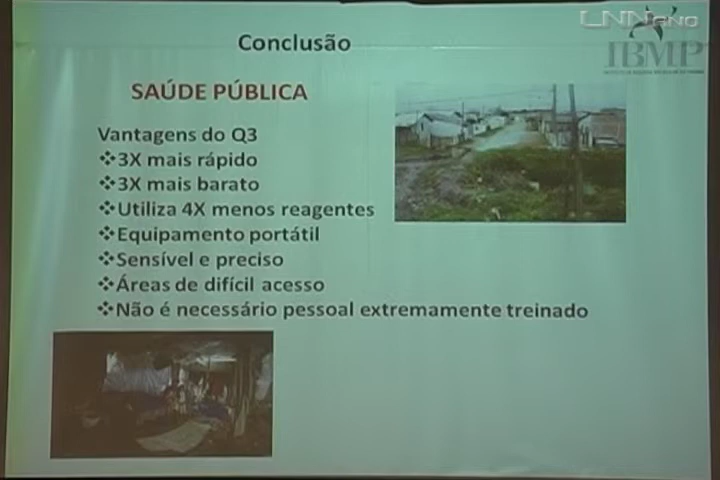 LNNano
Conclusão
IBMP
SAÚDE PÚBLICA
Vantagens do Q3
❖3X mais rápido
❖3X mais barato
❖Utiliza 4X menos reagentes
❖Equipamento portátil
❖Sensível e preciso
❖Áreas de difícil acesso
❖Não é necessário pessoal extremamente treinado